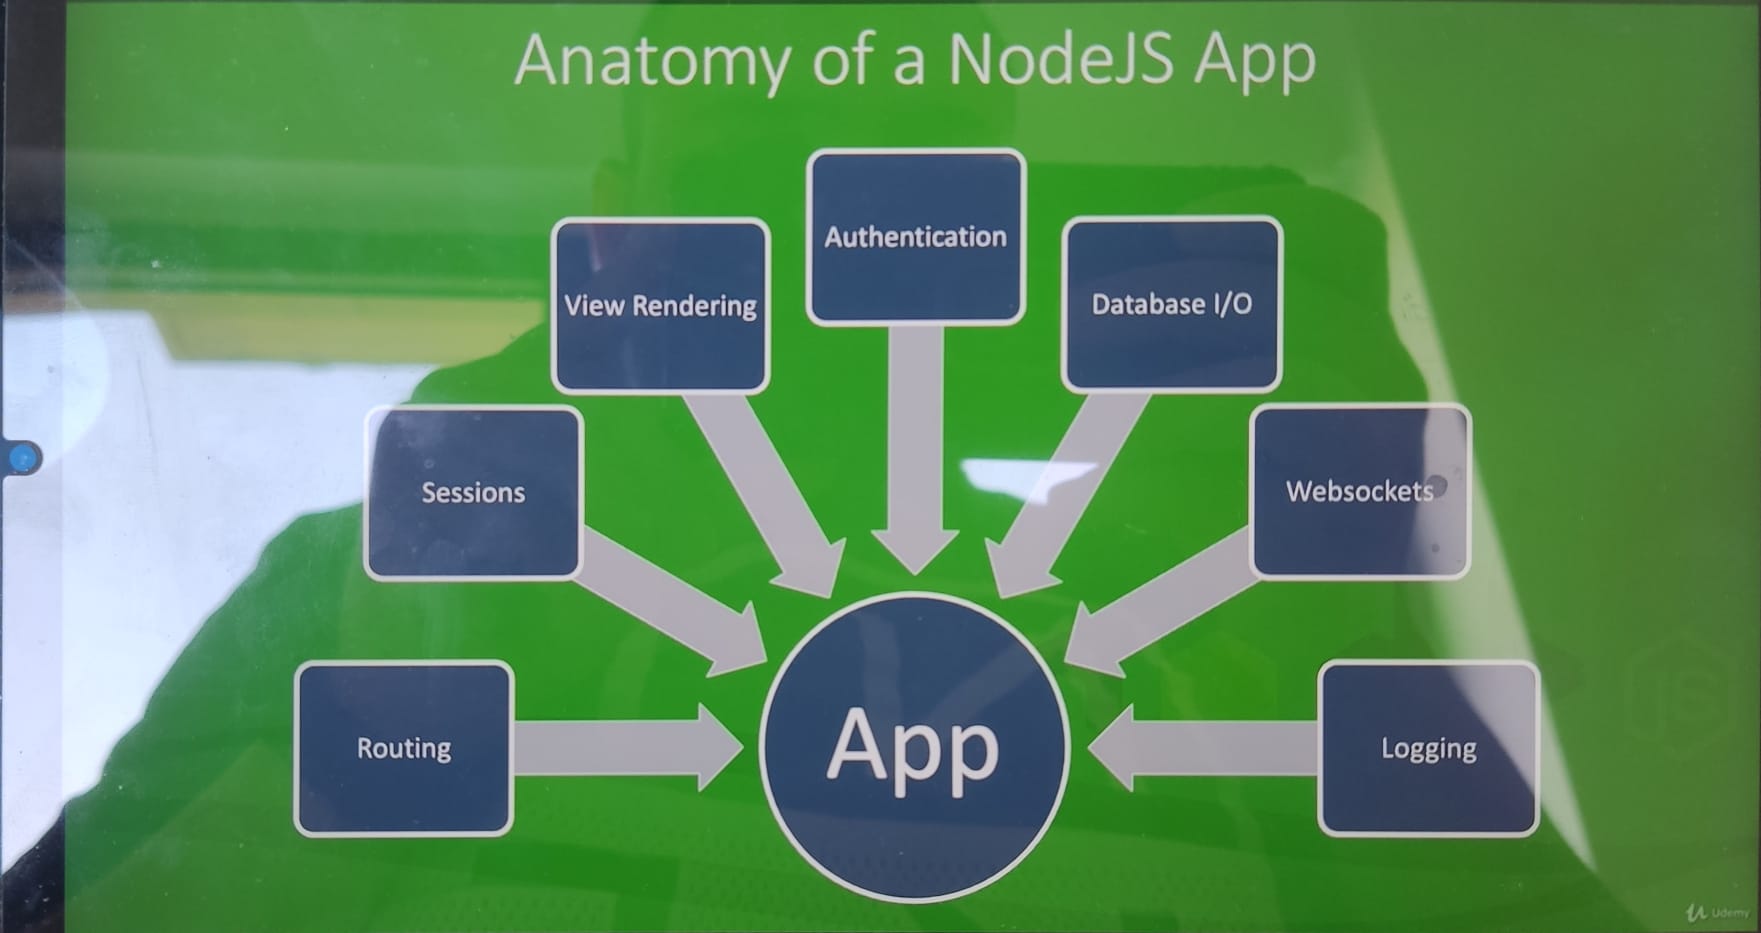 Anatomy of a NodeJS App
Authentication
View Rendering
Database I/O
Sessions
Websockets
Routing
App
Logging
Udemy